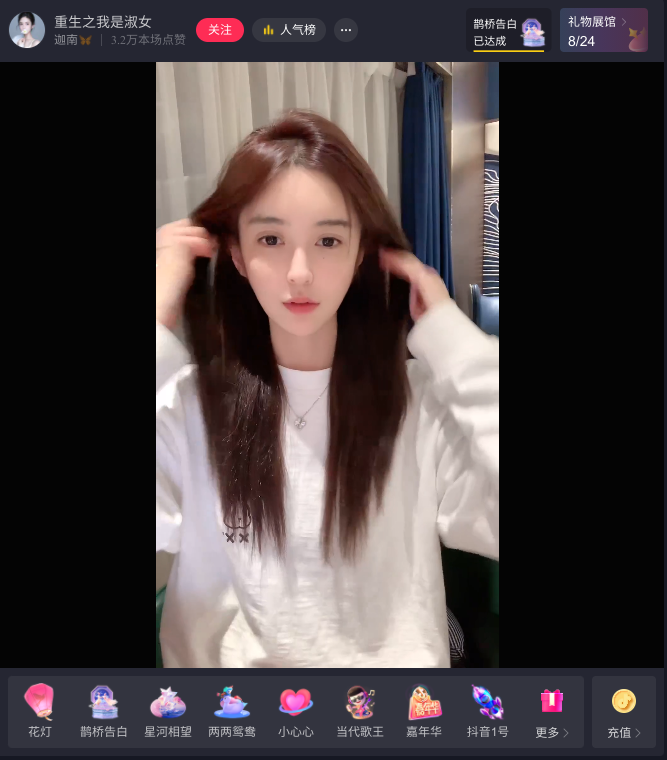 重生之我是淑女
迦南 3.2万本场点赞
关注
人气榜
鹊桥告白
已达成
礼物展馆
8/24
花灯
鹊桥告白
星河相望
两两鸳鸯
小心心
当代歌王
嘉年华
嘉年华
抖音1号
更多
充值